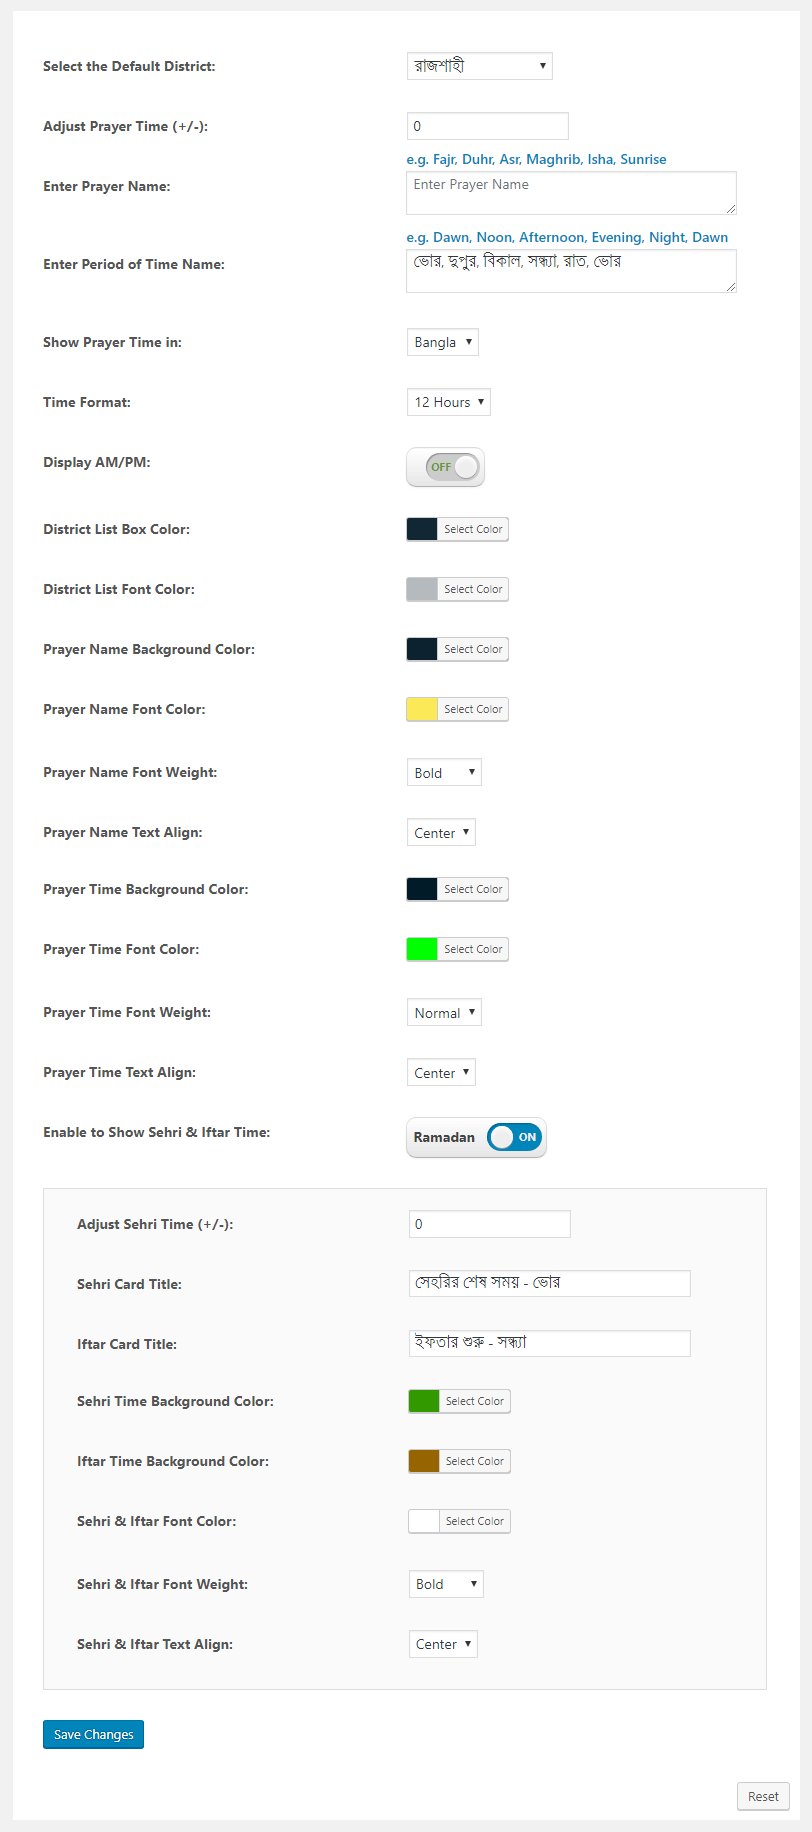 Select the Default District: রাজশাহী
Adjust Prayer Time (+/-): 0
e.g. Fajr, Duhr, Asr, Maghrib, Isha, Sunrise
Enter Prayer Name: Enter Prayer Name
e.g. Dawn, Noon, Afternoon, Evening, Night, Dawn
Enter Period of Time Name: ভোর, দুপুর, বিকাল, সন্ধ্যা, রাত, ভোর
Show Prayer Time in: Bangla
Time Format: 12 Hours
Display AM/PM: OFF
District List Box Color: Select Color
District List Font Color: Select Color
Prayer Name Background Color: Select Color
Prayer Name Font Color: Select Color
Prayer Name Font Weight: Bold
Prayer Name Text Align: Center
Prayer Time Background Color: Select Color
Prayer Time Font Color: Select Color
Prayer Time Font Weight: Normal
Prayer Time Text Align: Center
Enable to Show Sehri & Iftar Time: Ramadan ON
Adjust Sehri Time (+/-): 0
Sehri Card Title: সেহরির শেষ সময় - ভোর
Iftar Card Title: ইফতার শুরু - সন্ধ্যা
Sehri Time Background Color: Select Color
Iftar Time Background Color: Select Color
Sehri & Iftar Font Color: Select Color
Sehri & Iftar Font Weight: Bold
Sehri & Iftar Text Align: Center
Save Changes
Reset